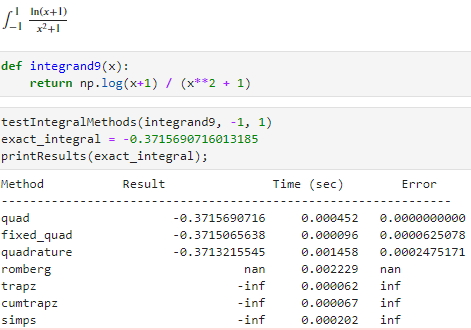 ∫_{-1}^{1} ln(x+1) / x²+1
def integrand9(x):
    return np.log(x+1) / (x**2 + 1)
testIntegralMethods(integrand9, -1, 1)
exact_integral = -0.3715690716013185
printResults(exact_integral);
Method Result Time (sec) Error
----------------------------------------------------------------
quad -0.3715690716 0.000452 0.0000000000
fixed_quad -0.3715065638 0.000096 0.0000625078
quadrature -0.3713215545 0.001458 0.0002475171
romberg nan 0.002229 nan
trapz -inf 0.000062 inf
cumtrapz -inf 0.000067 inf
simps -inf 0.000202 inf